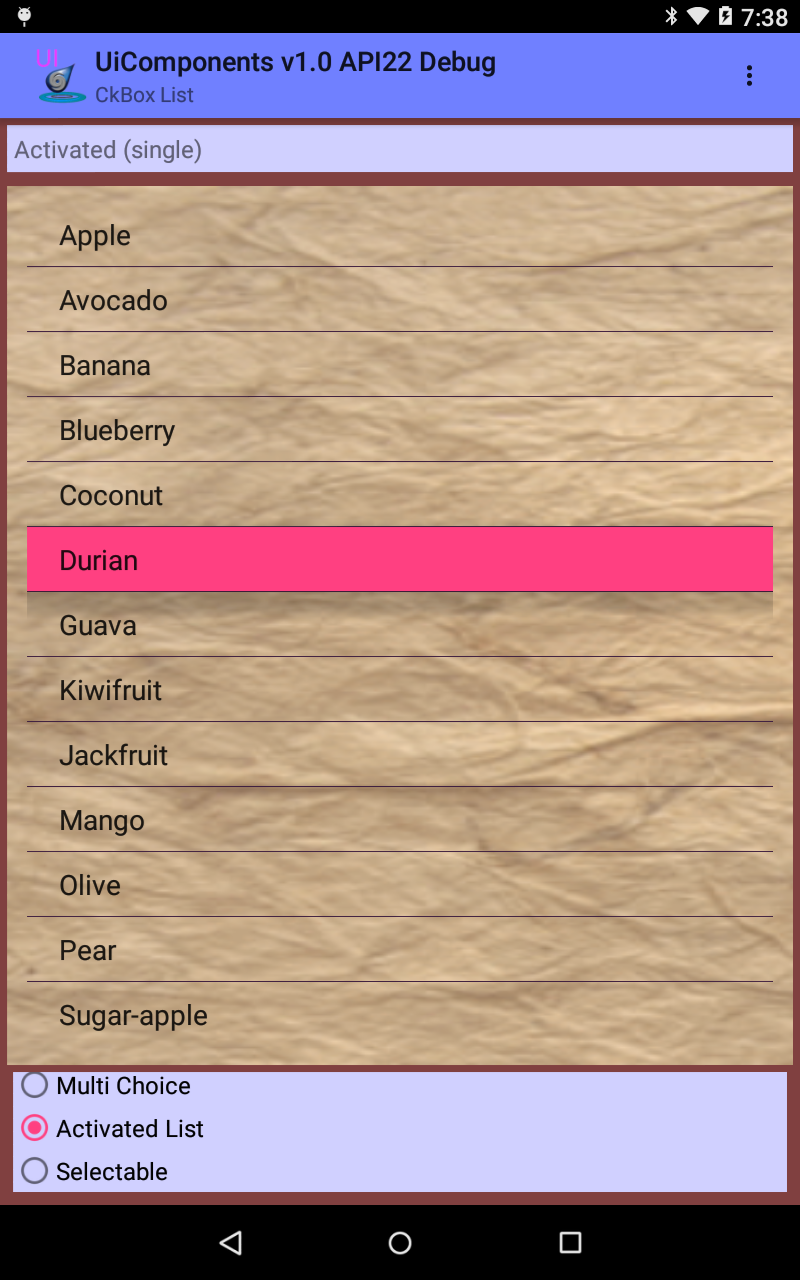 7:38
UI
UiComponents v1.0 API22 Debug
CkBox List
Activated (single)
Apple
Avocado
Banana
Blueberry
Coconut
Durian
Guava
Kiwifruit
Jackfruit
Mango
Olive
Pear
Sugar-apple
Multi Choice
Activated List
Selectable